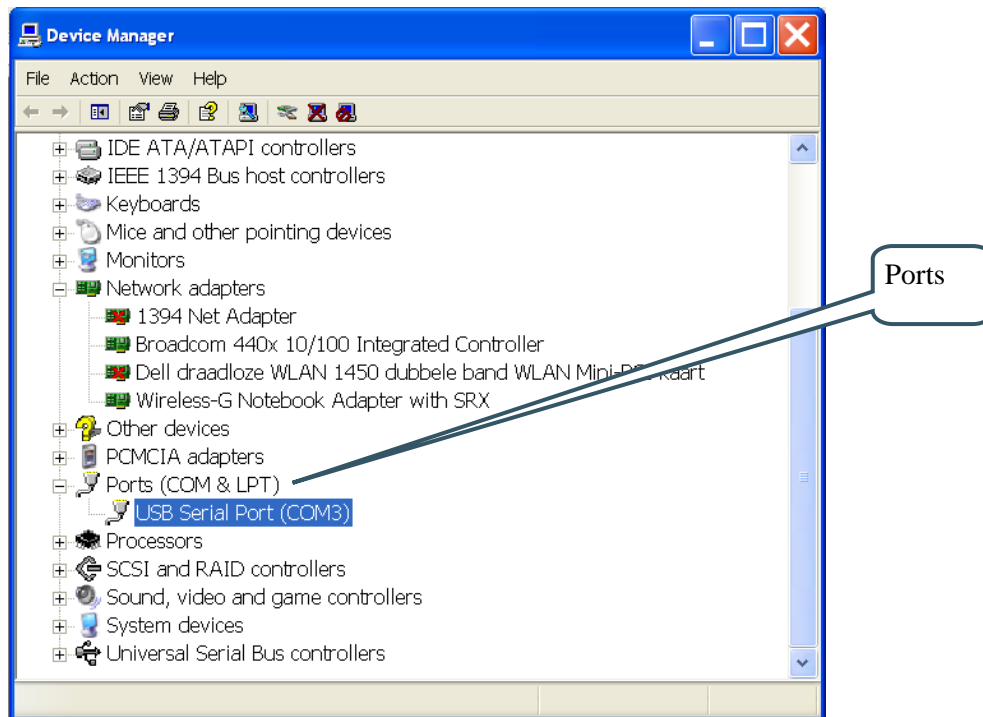 Device Manager
File Action View Help
IDE ATA/ATAPI controllers
IEEE 1394 Bus host controllers
Keyboards
Mice and other pointing devices
Monitors
Network adapters
1394 Net Adapter
Broadcom 440x 10/100 Integrated Controller
Dell draadloze WLAN 1450 dubbele band WLAN Mini-PCI-kaart
Wireless-G Notebook Adapter with SRX
Other devices
PCMCIA adapters
Ports (COM & LPT)
USB Serial Port (COM3)
Processors
SCSI and RAID controllers
Sound, video and game controllers
System devices
Universal Serial Bus controllers
Ports